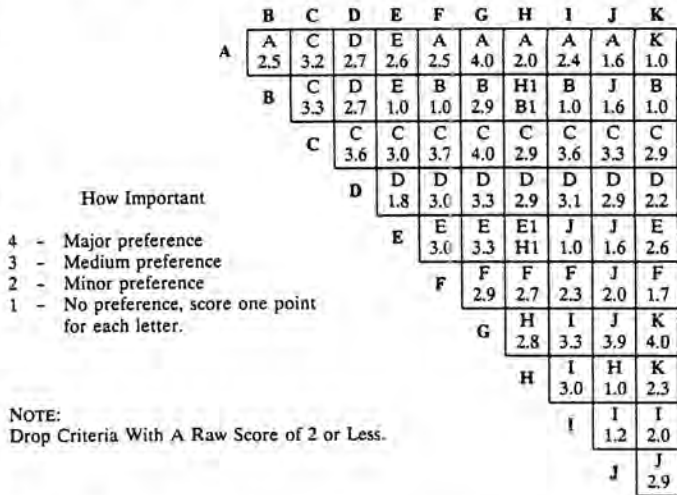 B C D E F G H I J K
A
A C D E A A A A A K
2.5 3.2 2.7 2.6 2.5 4.0 2.0 2.4 1.6 1.0
B
C D E B B H1 B J B
3.3 2.7 1.0 1.0 2.9 B1 1.0 1.6 1.0
C
C C C C C C C C
3.6 3.0 3.7 4.0 2.9 3.6 3.3 2.9
D
D D D D D D D
1.8 3.0 3.3 2.9 3.1 2.9 2.2
E
E E E1 J J E
3.0 3.3 H1 1.0 1.6 2.6
F
F F F J F
2.9 2.7 2.3 2.0 1.7
G
H I J K
2.8 3.3 3.9 4.0
H
I H K
3.0 1.0 2.3
I
I I
1.2 2.0
J
J
2.9
How Important
4 - Major preference
3 - Medium preference
2 - Minor preference
1 - No preference, score one point
for each letter.
NOTE:
Drop Criteria With A Raw Score of 2 or Less.